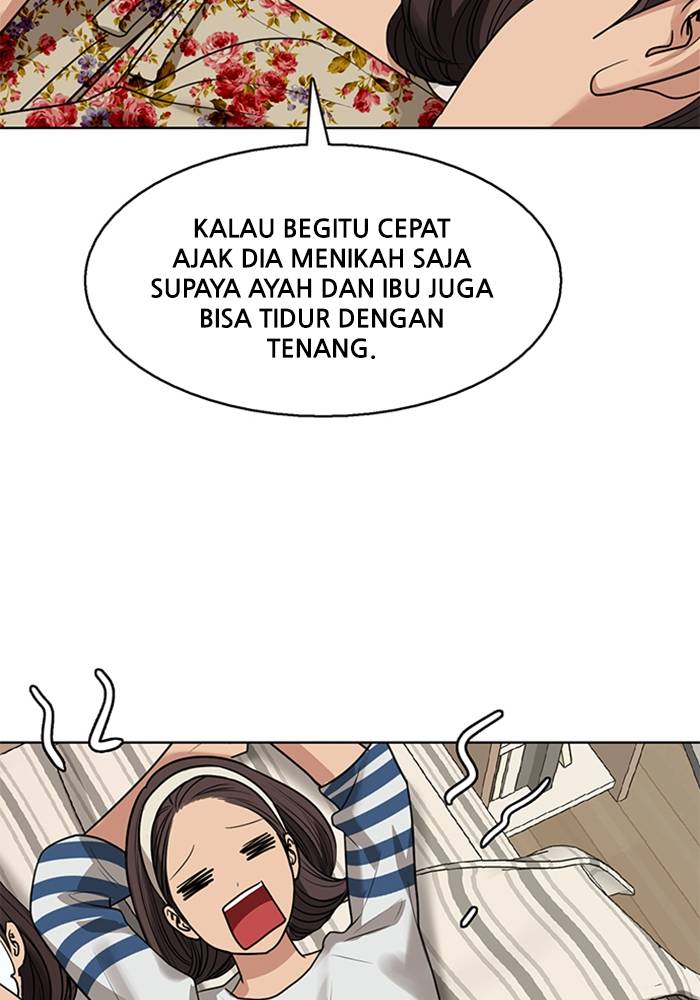 KALAU BEGITU CEPAT
AJAK DIA MENIKAH SAJA
SUPAYA AYAH DAN IBU JUGA
BISA TIDUR DENGAN
TENANG.